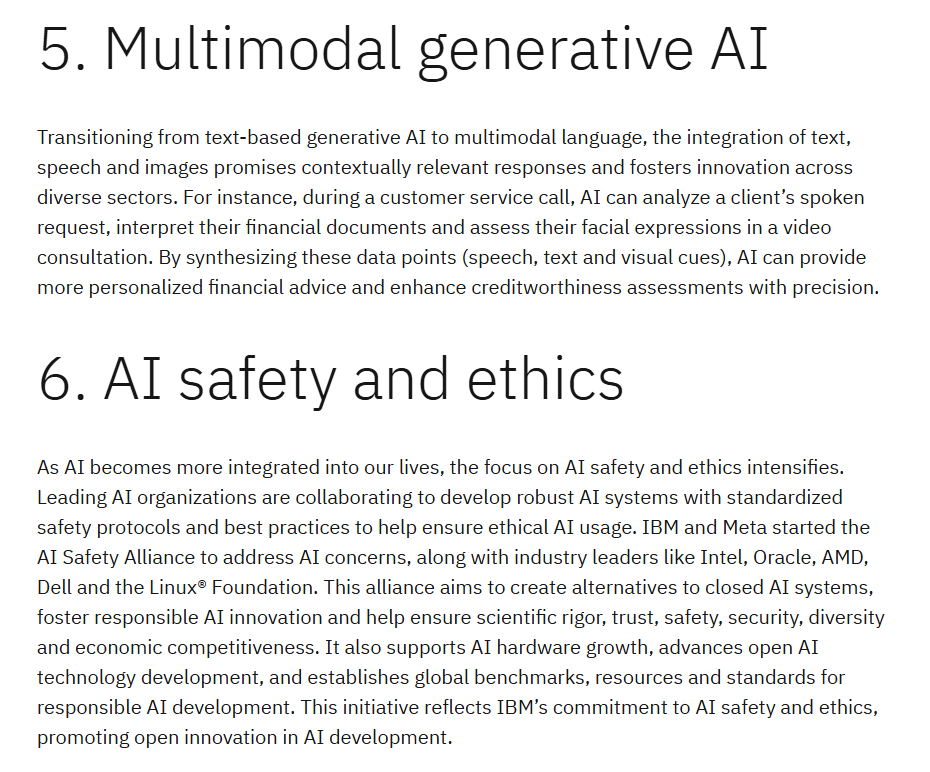 5. Multimodal generative AI
Transitioning from text-based generative AI to multimodal language, the integration of text,
speech and images promises contextually relevant responses and fosters innovation across
diverse sectors. For instance, during a customer service call, AI can analyze a client’s spoken
request, interpret their financial documents and assess their facial expressions in a video
consultation. By synthesizing these data points (speech, text and visual cues), AI can provide
more personalized financial advice and enhance creditworthiness assessments with precision.
6. AI safety and ethics
As AI becomes more integrated into our lives, the focus on AI safety and ethics intensifies.
Leading AI organizations are collaborating to develop robust AI systems with standardized
safety protocols and best practices to help ensure ethical AI usage. IBM and Meta started the
AI Safety Alliance to address AI concerns, along with industry leaders like Intel, Oracle, AMD,
Dell and the Linux® Foundation. This alliance aims to create alternatives to closed AI systems,
foster responsible AI innovation and help ensure scientific rigor, trust, safety, security, diversity
and economic competitiveness. It also supports AI hardware growth, advances open AI
technology development, and establishes global benchmarks, resources and standards for
responsible AI development. This initiative reflects IBM’s commitment to AI safety and ethics,
promoting open innovation in AI development.